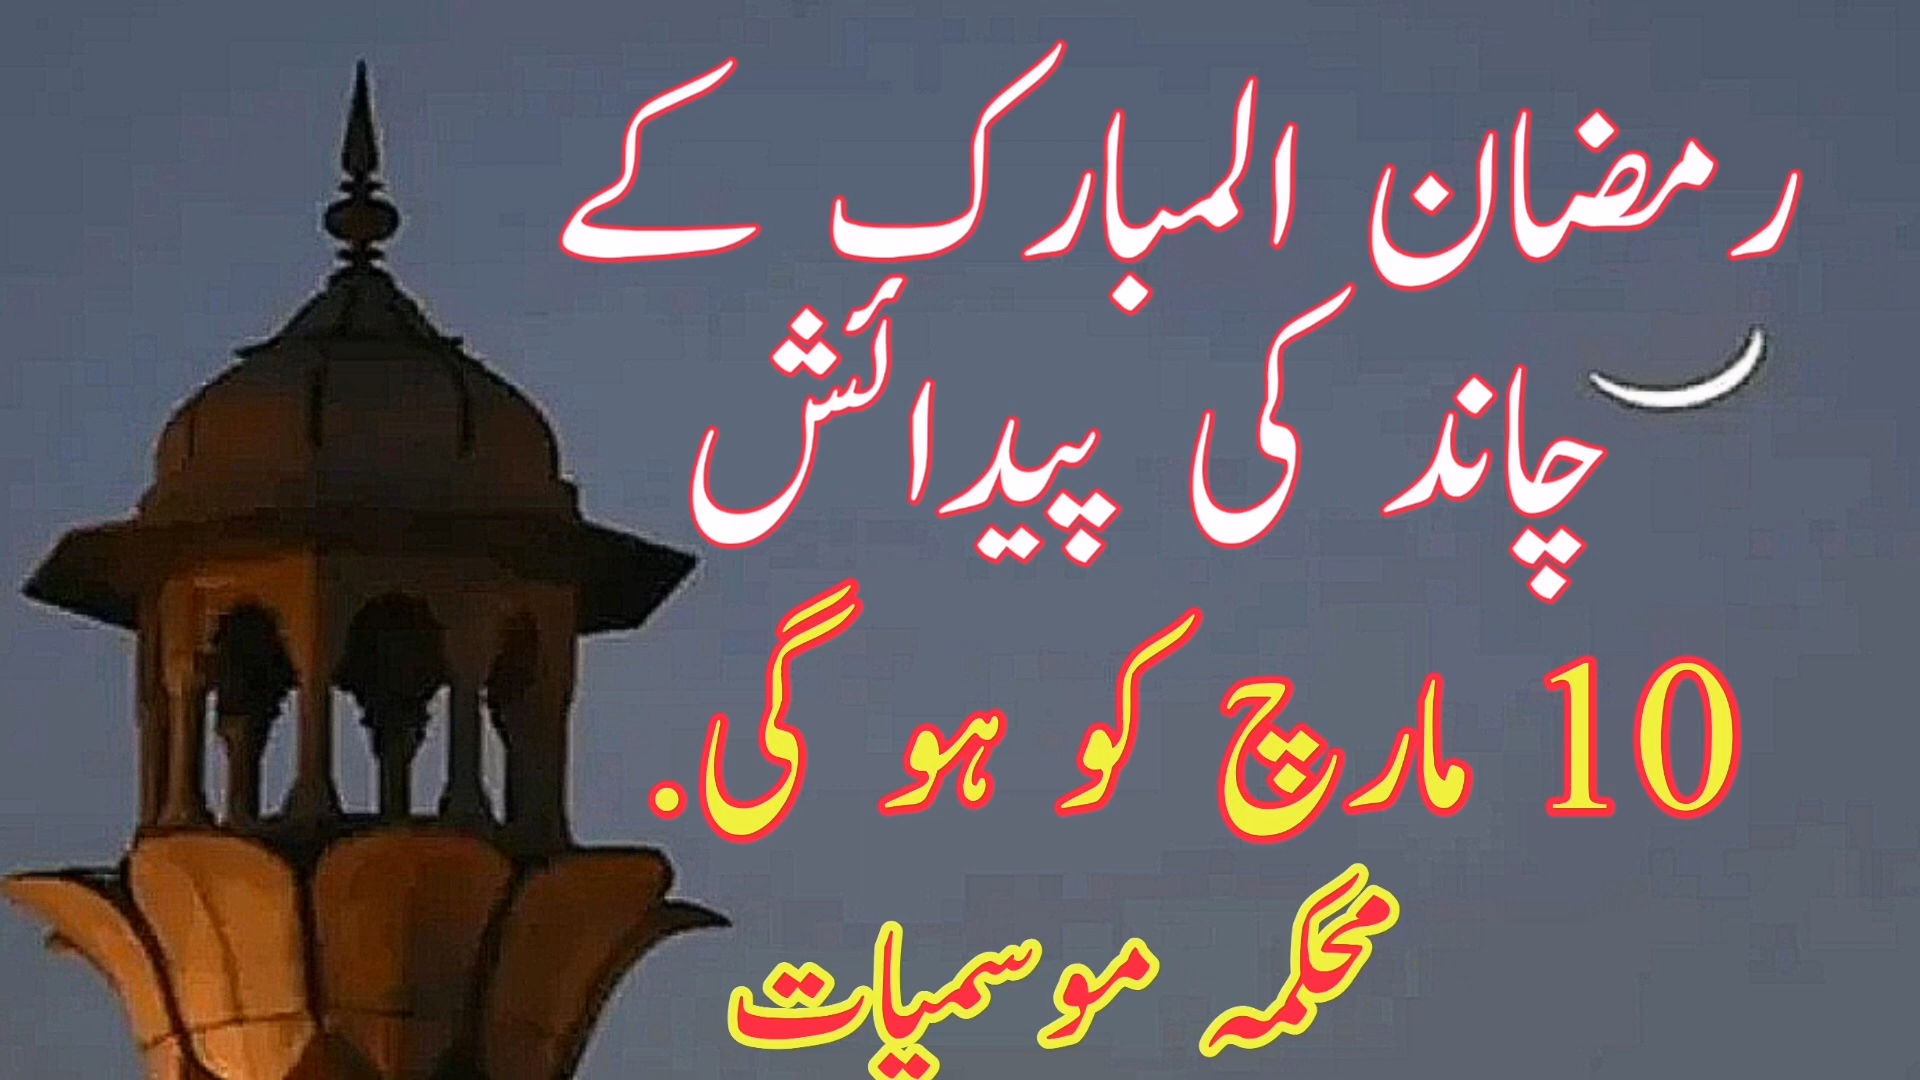 رمضان المبارک کے
چاند کی پیدائش
10 مارچ کو ہو گی.
محکمہ موسمیات